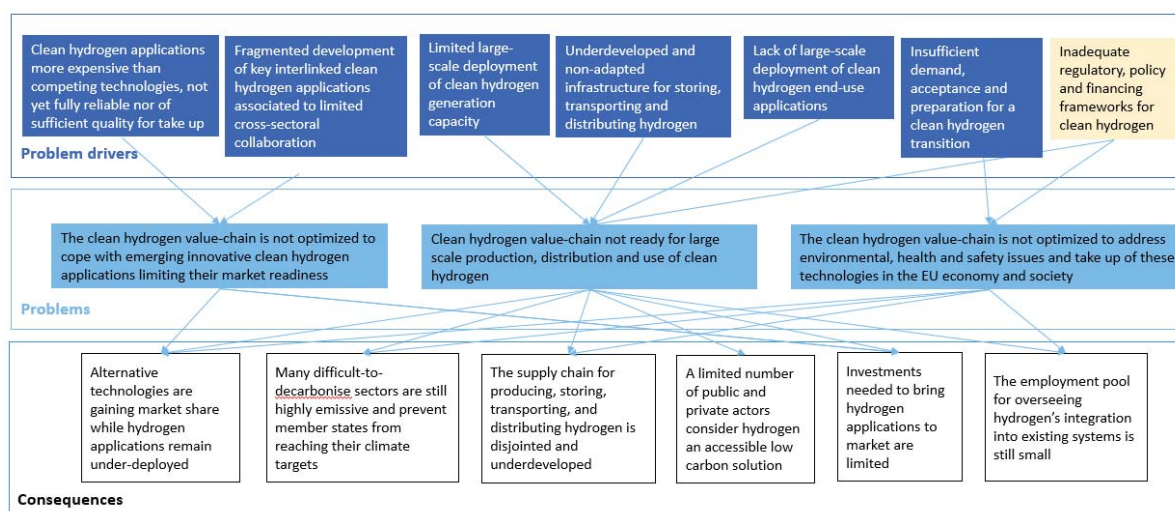 Clean hydrogen applications
more expensive than
competing technologies, not
yet fully reliable nor of
sufficient quality for take up
Fragmented development
of key interlinked clean
hydrogen applications
associated to limited
cross-sectoral
collaboration
Limited large-
scale deployment
of clean hydrogen
generation
capacity
Underdeveloped and
non-adapted
infrastructure for storing,
transporting and
distributing hydrogen
Lack of large-scale
deployment of clean
hydrogen end-use
applications
Insufficient
demand,
acceptance and
preparation for a
clean hydrogen
transition
Inadequate
regulatory, policy
and financing
frameworks for
clean hydrogen
Problem drivers
The clean hydrogen value-chain is not optimized to
cope with emerging innovative clean hydrogen
applications limiting their market readiness
Clean hydrogen value-chain not ready for large
scale production, distribution and use of clean
hydrogen
The clean hydrogen value-chain is not optimized to address
environmental, health and safety issues and take up of these
technologies in the EU economy and society
Problems
Alternative
technologies are
gaining market share
while hydrogen
applications remain
under-deployed
Many difficult-to-
decarbonise sectors are still
highly emissive and prevent
member states from
reaching their climate
targets
The supply chain for
producing, storing,
transporting, and
distributing hydrogen is
disjointed and
underdeveloped
A limited number
of public and
private actors
consider hydrogen
an accessible low
carbon solution
Investments
needed to bring
hydrogen
applications to
market are
limited
The employment pool
for overseeing
hydrogen's integration
into existing systems is
still small
Consequences